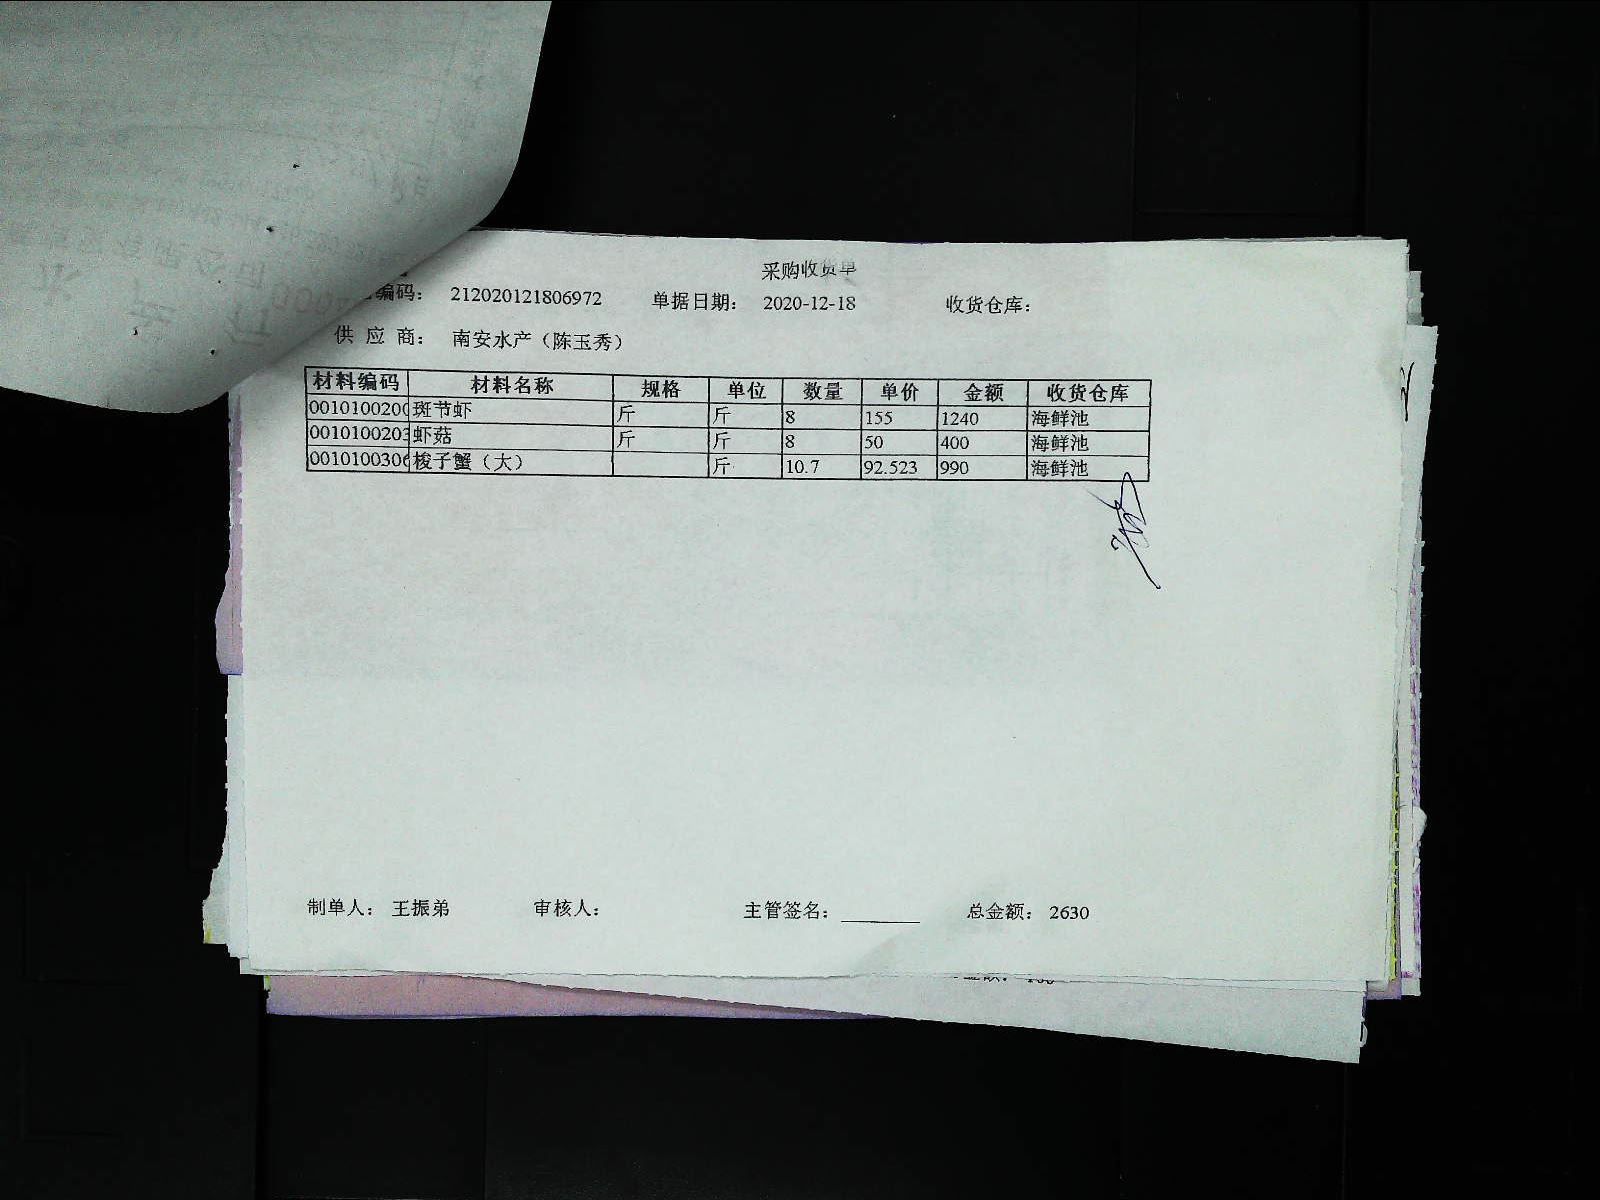 采购收货单
编码： 212020121806972 单据日期： 2020-12-18 收货仓库：
供 应 商： 南安水产（陈玉秀）
材料编码 材料名称 规格 单位 数量 单价 金额 收货仓库
0010100200 斑节虾 斤 斤 8 155 1240 海鲜池
0010100203 虾菇 斤 斤 8 50 400 海鲜池
0010100306 梭子蟹（大） 斤 10.7 92.523 990 海鲜池
制单人： 王振弟 审核人： 主管签名： 总金额： 2630